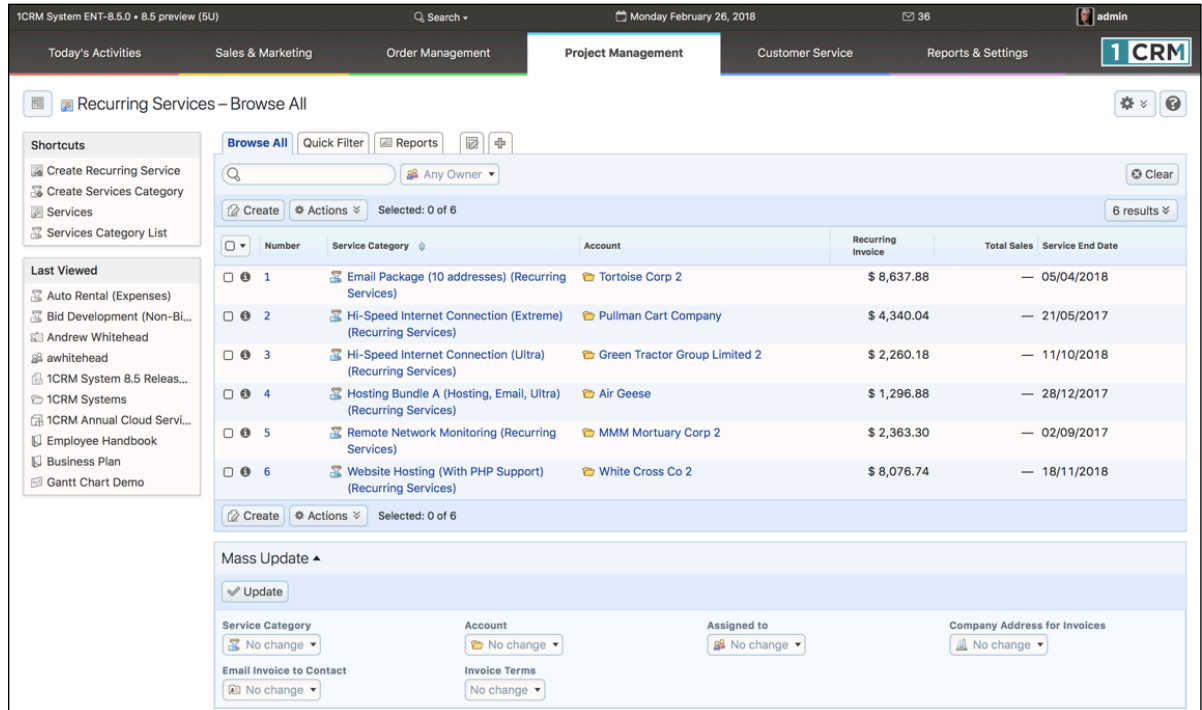 1CRM System ENT-8.5.0 • 8.5 preview (5U) Search Monday February 26, 2018 36 admin
Today's Activities Sales & Marketing Order Management Project Management Customer Service Reports & Settings 1 CRM
Recurring Services – Browse All
Shortcuts
Create Recurring Service
Create Services Category
Services
Services Category List
Last Viewed
Auto Rental (Expenses)
Bid Development (Non-Bi...
Andrew Whitehead
awhitehead
1CRM System 8.5 Releas...
1CRM Systems
1CRM Annual Cloud Servi...
Employee Handbook
Business Plan
Gantt Chart Demo
Browse All Quick Filter Reports
Any Owner Clear
Create Actions Selected: 0 of 6 6 results
Number Service Category Account Recurring Invoice Total Sales Service End Date
1 Email Package (10 addresses) (Recurring Tortoise Corp 2 $ 8,637.88 — 05/04/2018
Services)
2 Hi-Speed Internet Connection (Extreme) Pullman Cart Company $ 4,340.04 — 21/05/2017
(Recurring Services)
3 Hi-Speed Internet Connection (Ultra) Green Tractor Group Limited 2 $ 2,260.18 — 11/10/2018
(Recurring Services)
4 Hosting Bundle A (Hosting, Email, Ultra) Air Geese $ 1,296.88 — 28/12/2017
(Recurring Services)
5 Remote Network Monitoring (Recurring MMM Mortuary Corp 2 $ 2,363.30 — 02/09/2017
Services)
6 Website Hosting (With PHP Support) White Cross Co 2 $ 8,076.74 — 18/11/2018
(Recurring Services)
Create Actions Selected: 0 of 6
Mass Update
Update
Service Category Account Assigned to Company Address for Invoices
No change No change No change No change
Email Invoice to Contact Invoice Terms
No change No change